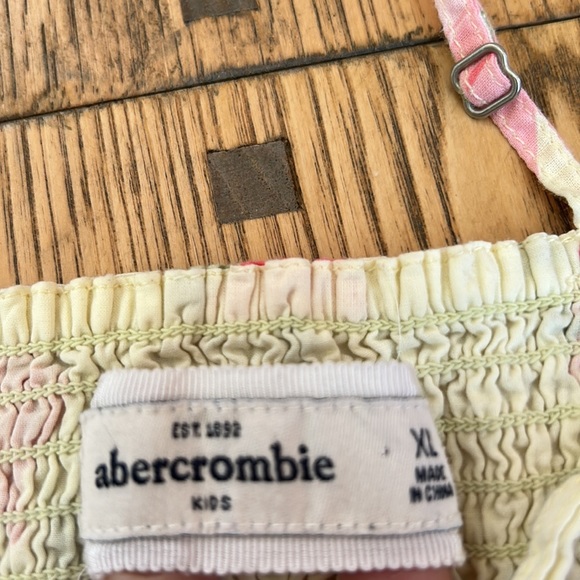 EST. 1892
abercrombie
KIDS
XL
MADE
IN CHINA